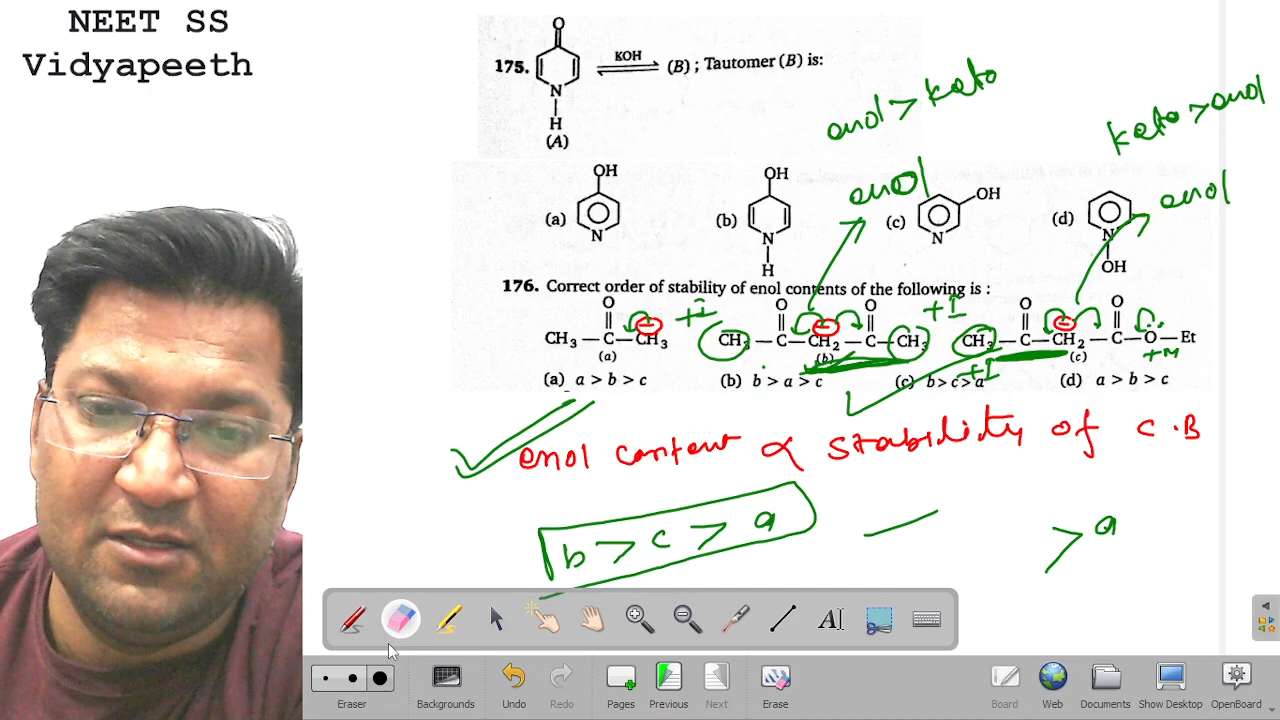 NEET SS
Vidyapeeth
175.
O
N
H
(A)
KOH
(B) ; Tautomer (B) is:
enol > keto
keto > enol
(a)
OH
N
(b)
OH
N
H
enol
(c)
OH
N
(d)
N
OH
enol
176. Correct order of stability of enol contents of the following is :
O
CH3 — C — CH3
(a)
+I
O O
CH3 — C — CH2 — C — CH3
(b)
+I
O O
CH3 — C — CH2 — C — O — Et
(c)
+I
+M
(a) a > b > c
(b) b > a > c
(c) b > c > a
(d) a > b > c
enol content ∝ stability of C.B
b > c > a
> a
Eraser
Backgrounds
Undo
Redo
Pages
Previous
Next
Erase
Board
Web
Documents
Show Desktop
OpenBoard